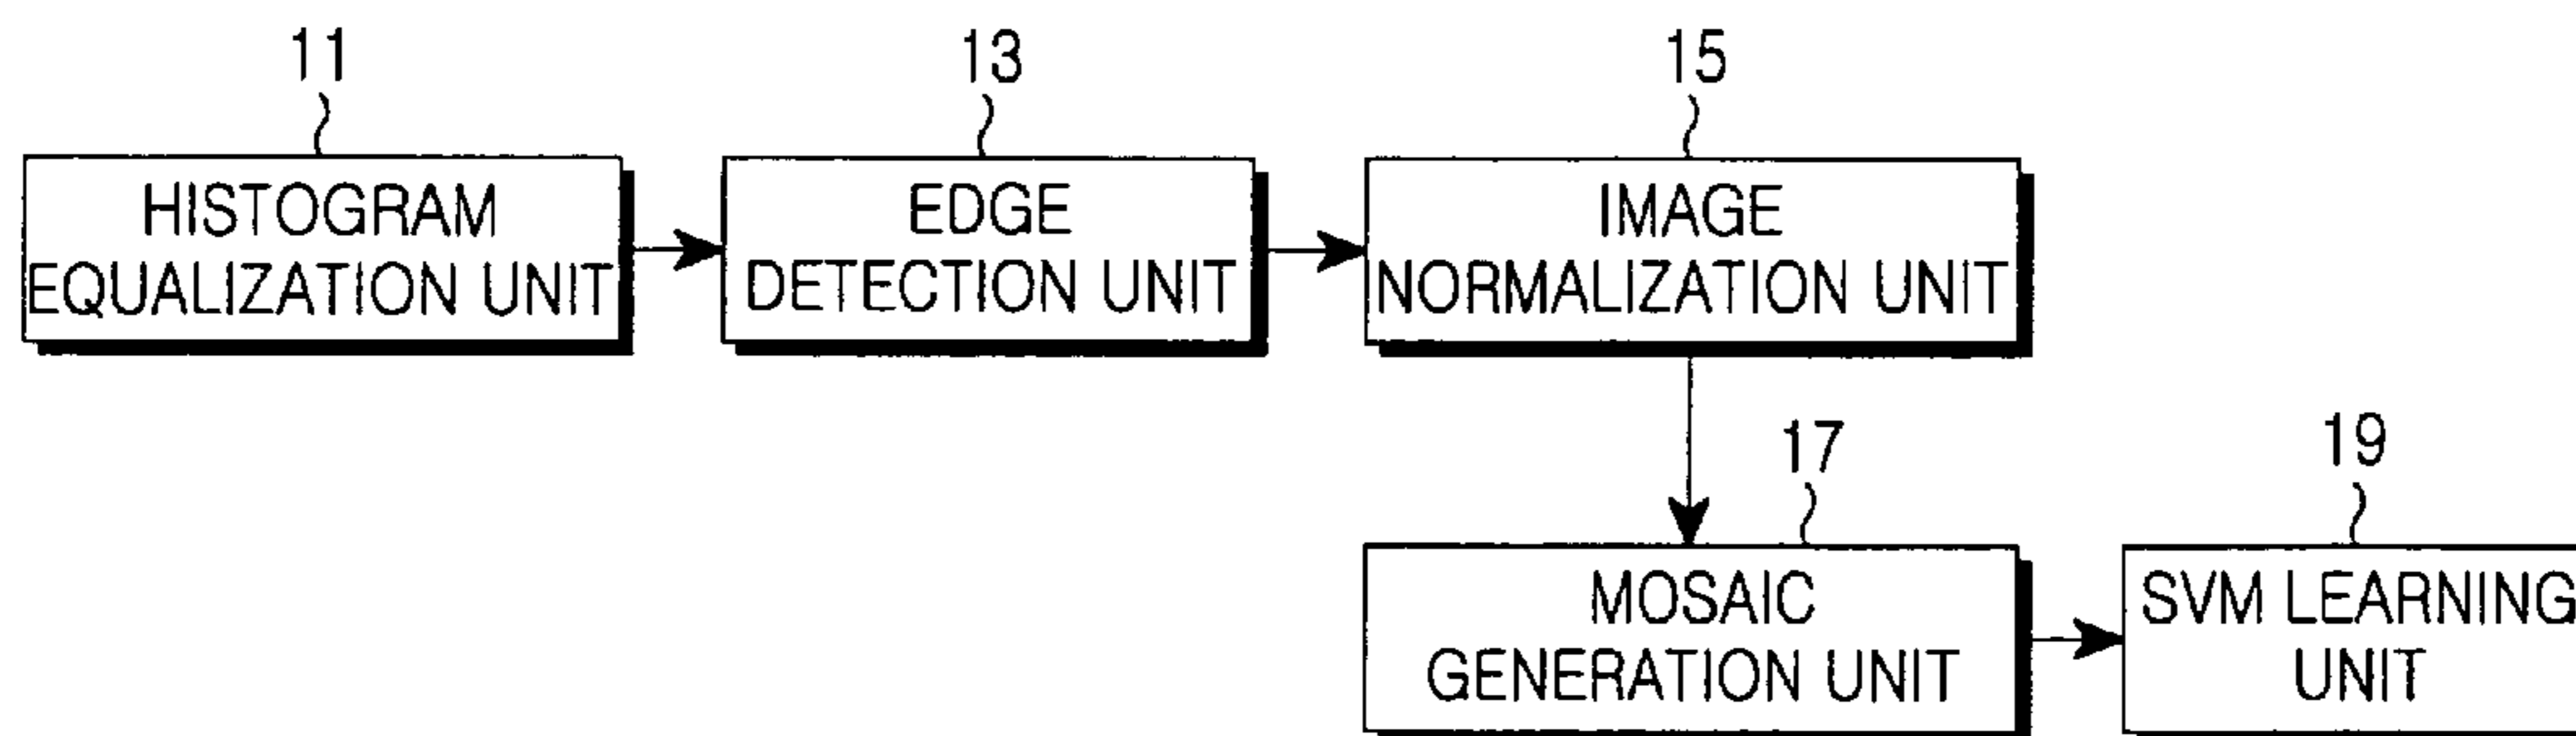 11
HISTOGRAM
EQUALIZATION UNIT
13
EDGE
DETECTION UNIT
15
IMAGE
NORMALIZATION UNIT
17
MOSAIC
GENERATION UNIT
19
SVM LEARNING
UNIT